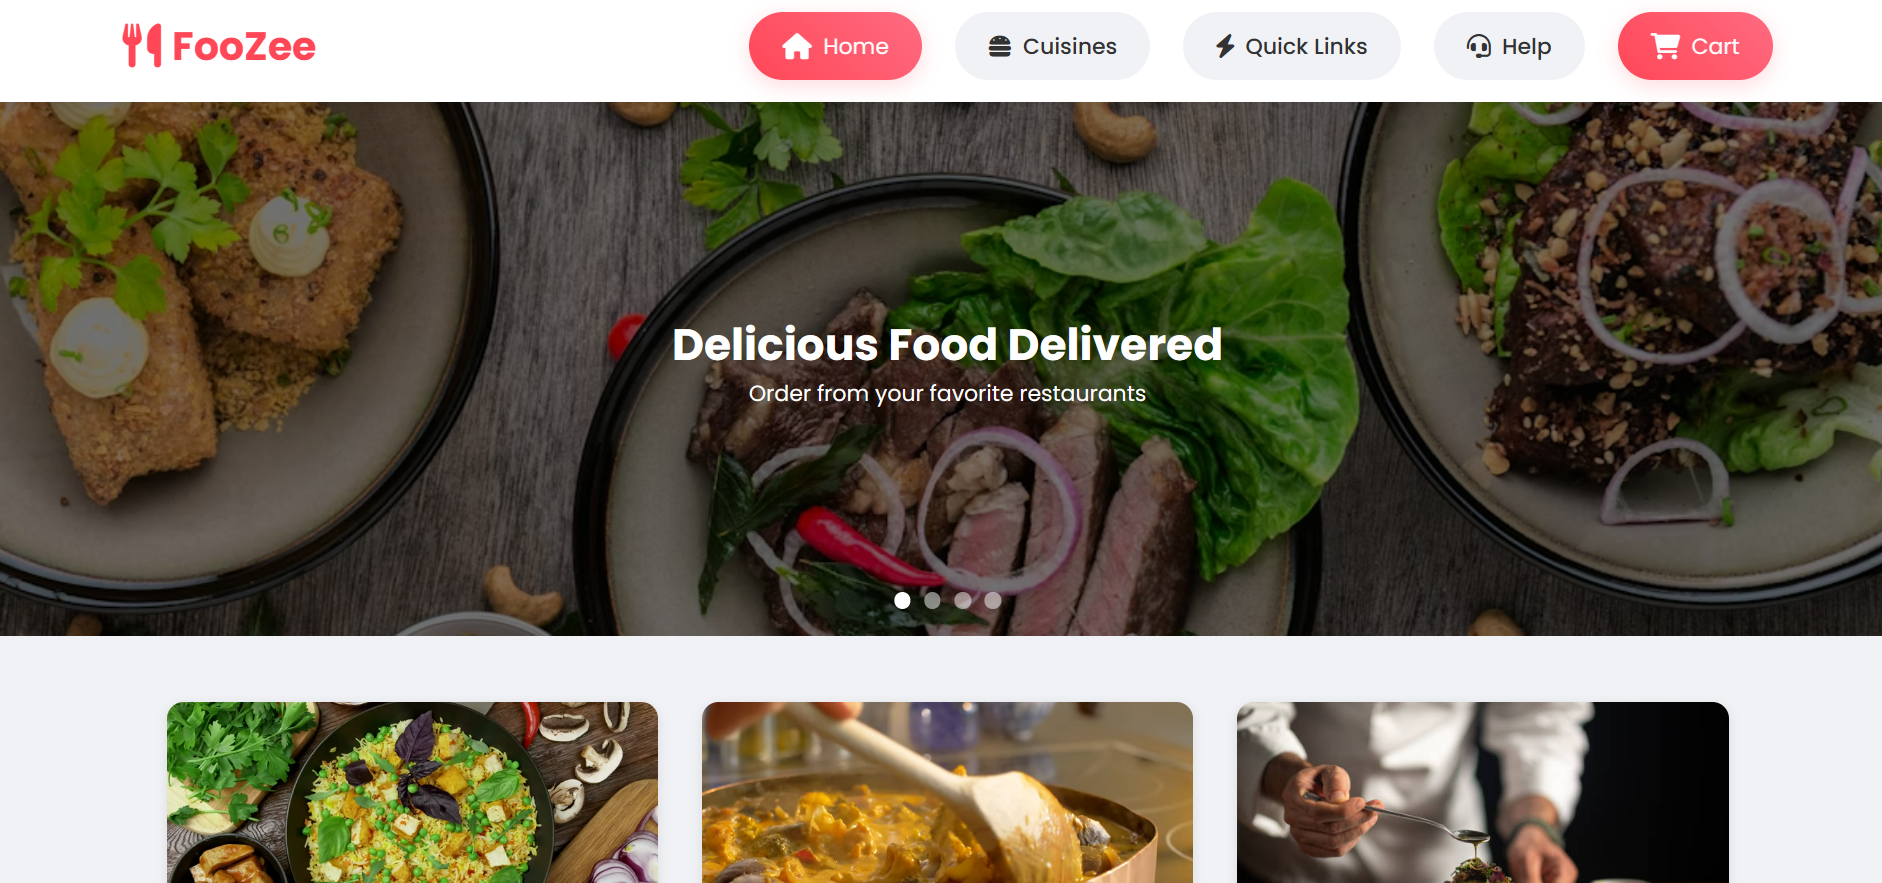 FooZee
Home
Cuisines
Quick Links
Help
Cart
Delicious Food Delivered
Order from your favorite restaurants